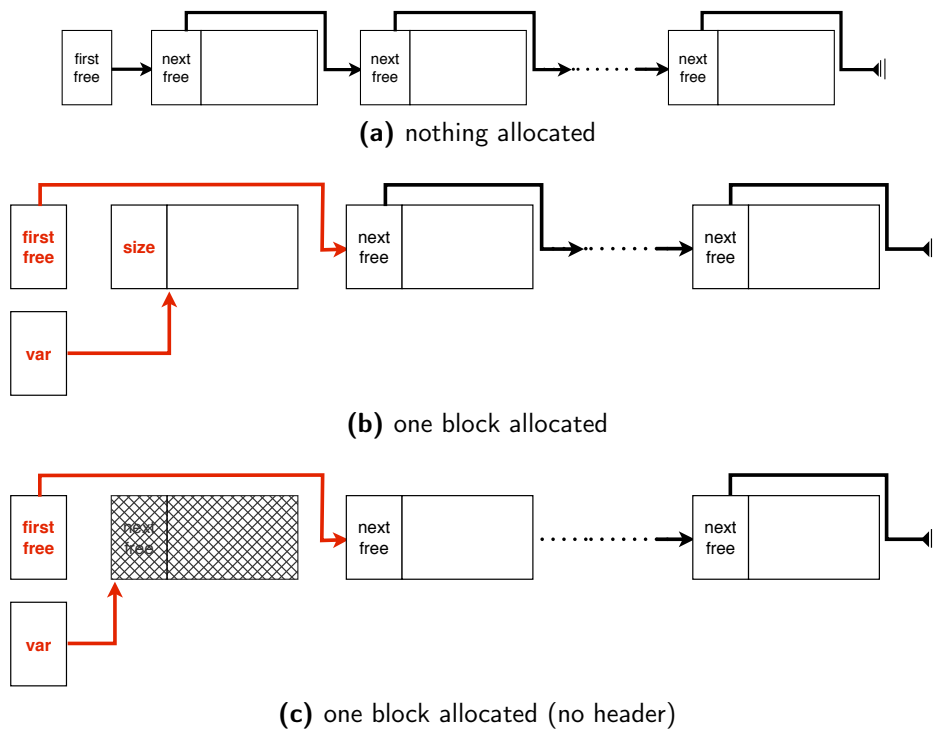 first
free
next
free
next
free
next
free
(a) nothing allocated
first
free
size
next
free
next
free
var
(b) one block allocated
first
free
next
free
next
free
next
free
var
(c) one block allocated (no header)